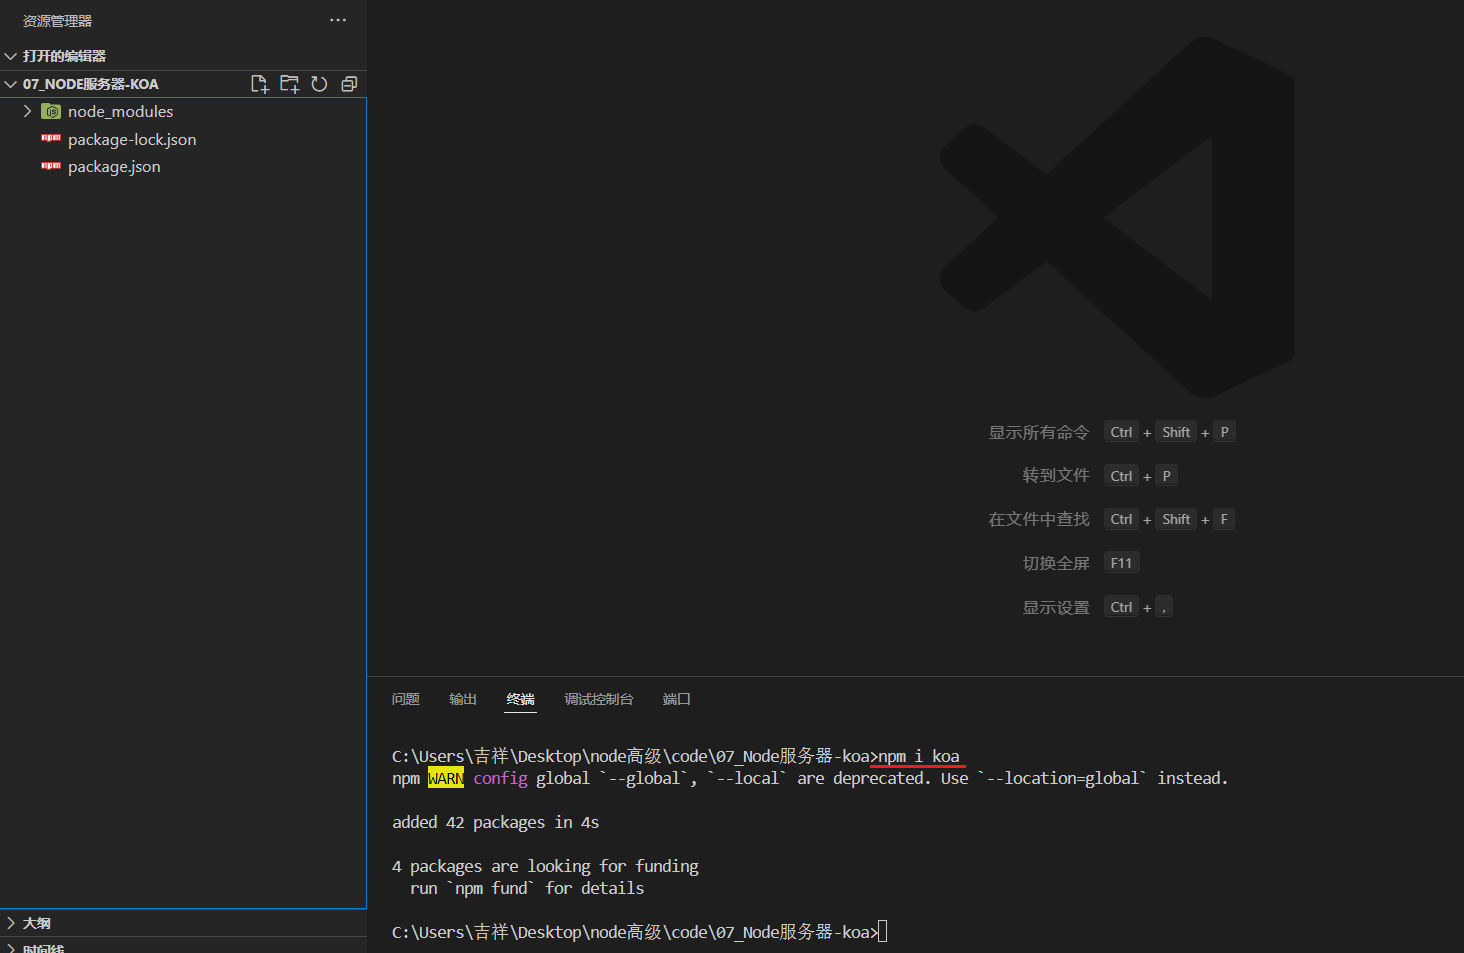 资源管理器
打开的编辑器
07_NODE服务器-KOA
node_modules
npm package-lock.json
npm package.json
显示所有命令 Ctrl + Shift + P
转到文件 Ctrl + P
在文件中查找 Ctrl + Shift + F
切换全屏 F11
显示设置 Ctrl + ,
问题 输出 终端 调试控制台 端口
C:\Users\吉祥\Desktop\node高级\code\07_Node服务器-koa>npm i koa
npm WARN config global `--global`, `--local` are deprecated. Use `--location=global` instead.
added 42 packages in 4s
4 packages are looking for funding
run `npm fund` for details
C:\Users\吉祥\Desktop\node高级\code\07_Node服务器-koa>
大纲
时间线